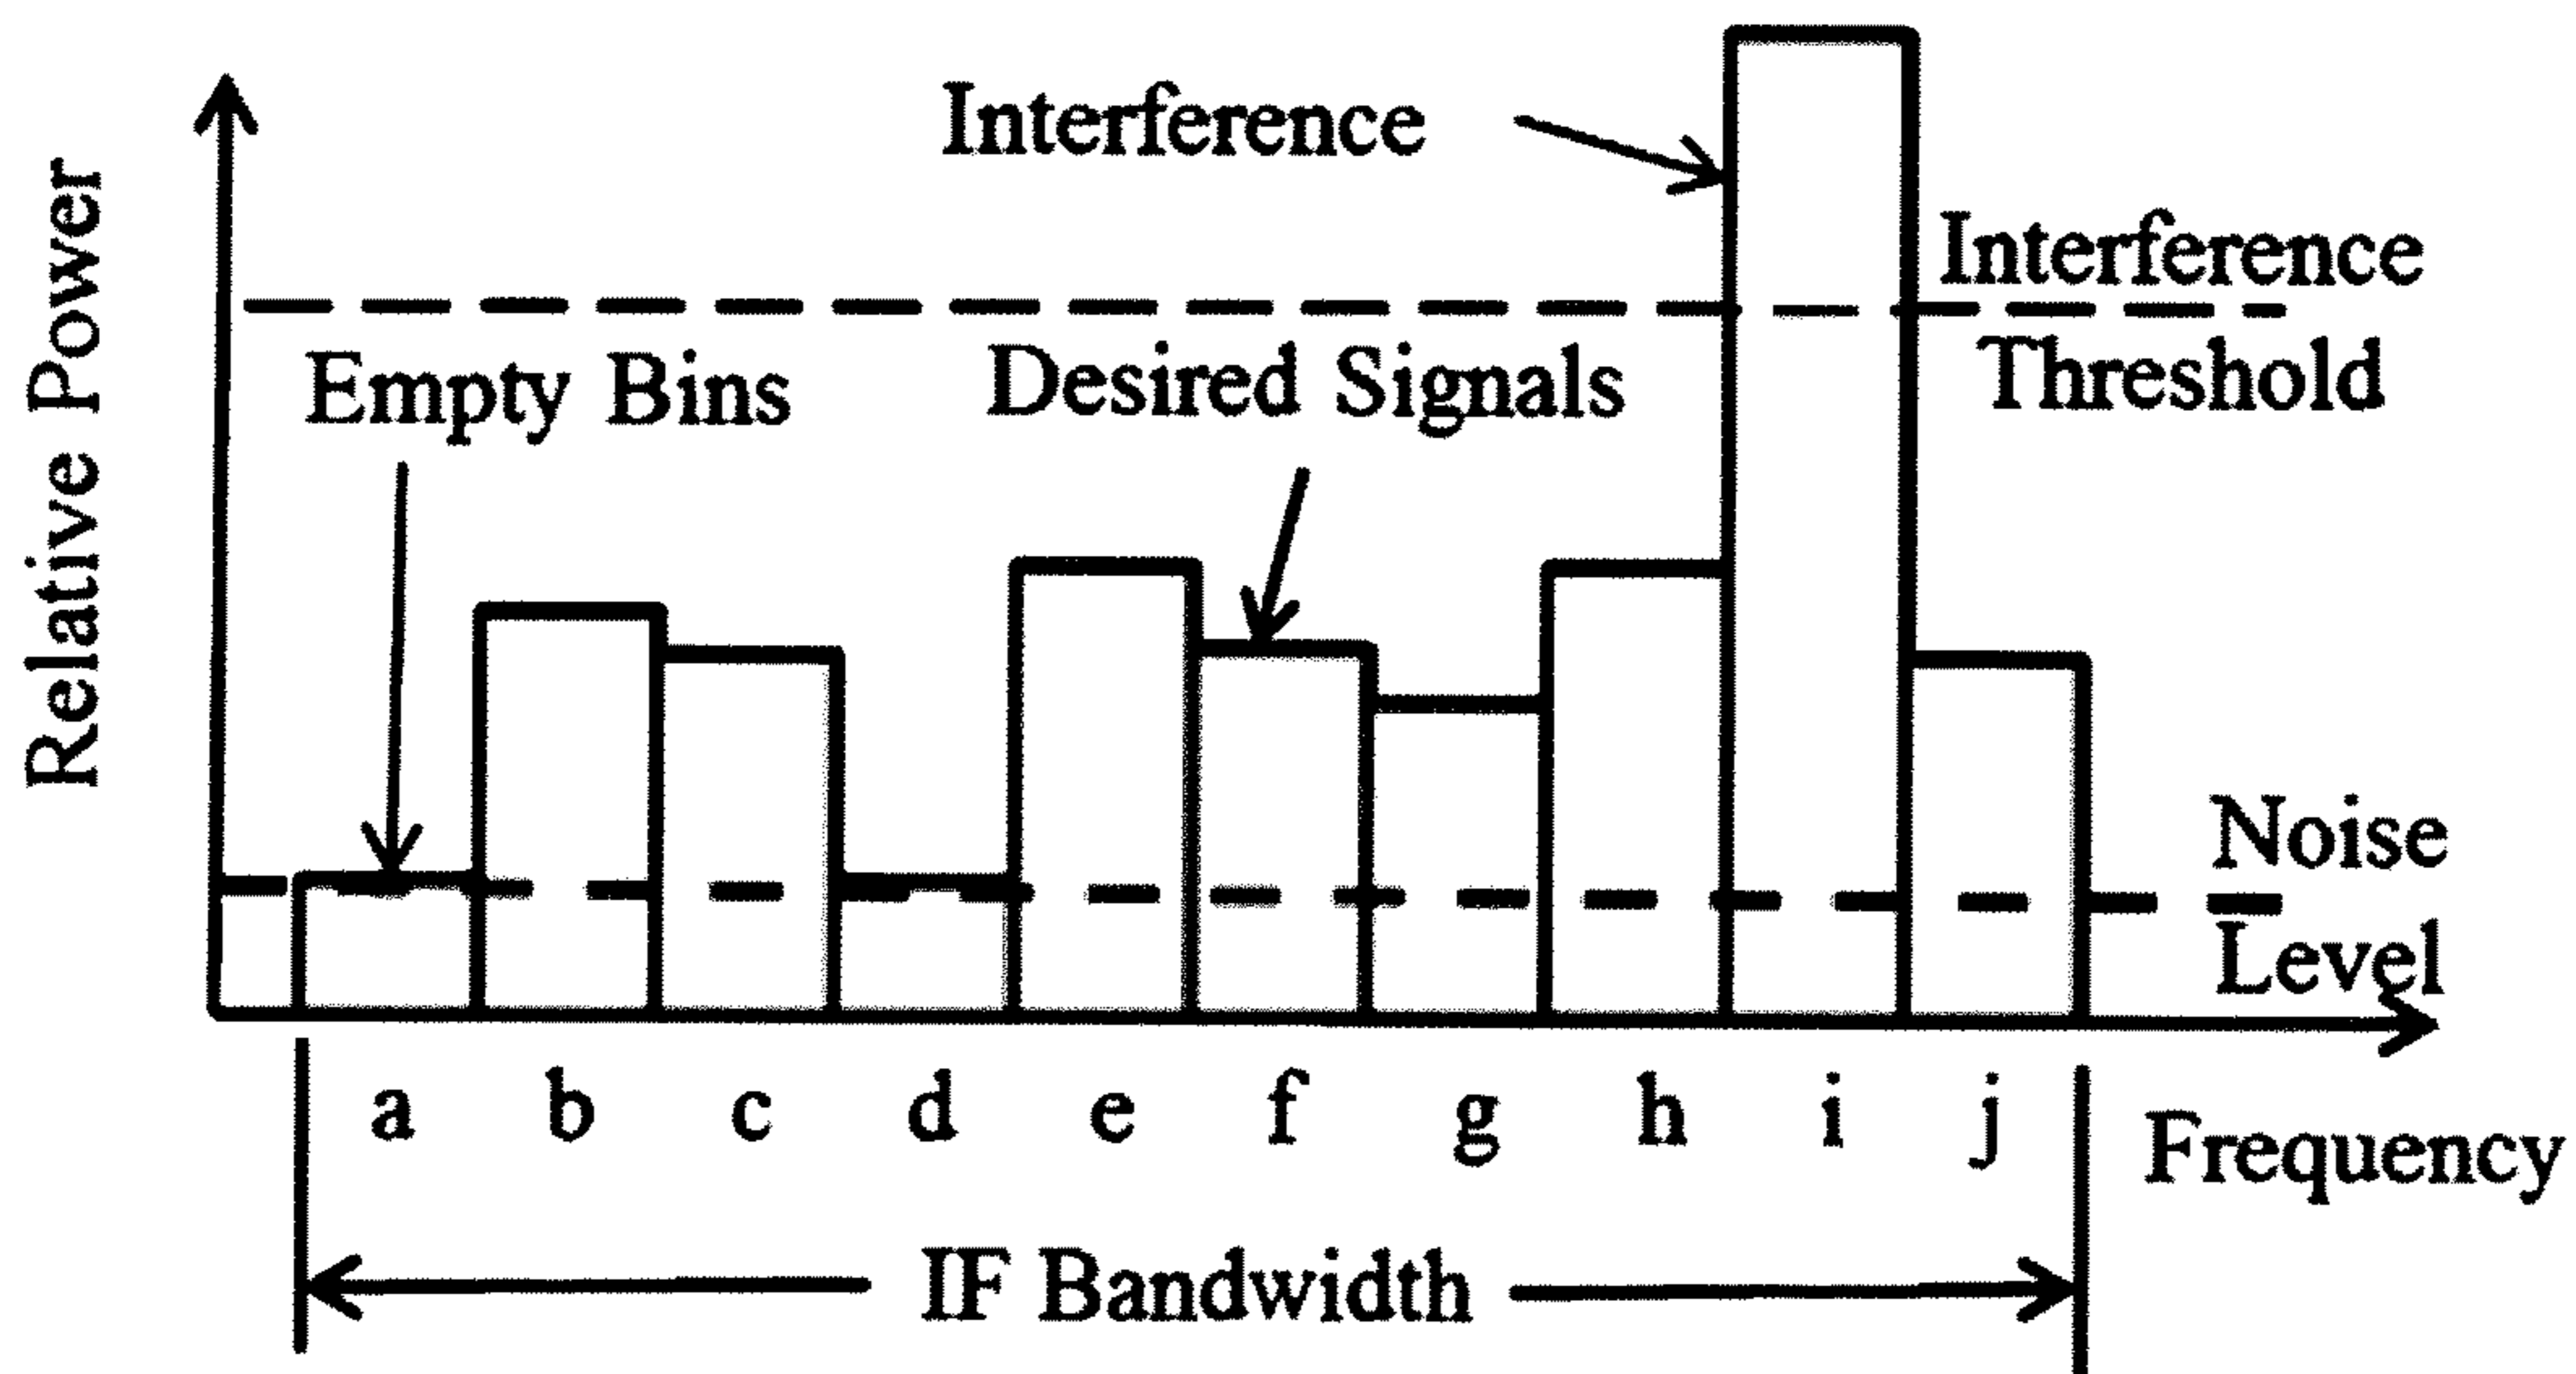 Relative Power
Interference
Interference
Threshold
Empty Bins
Desired Signals
Noise
Level
a b c d e f g h i j
Frequency
IF Bandwidth